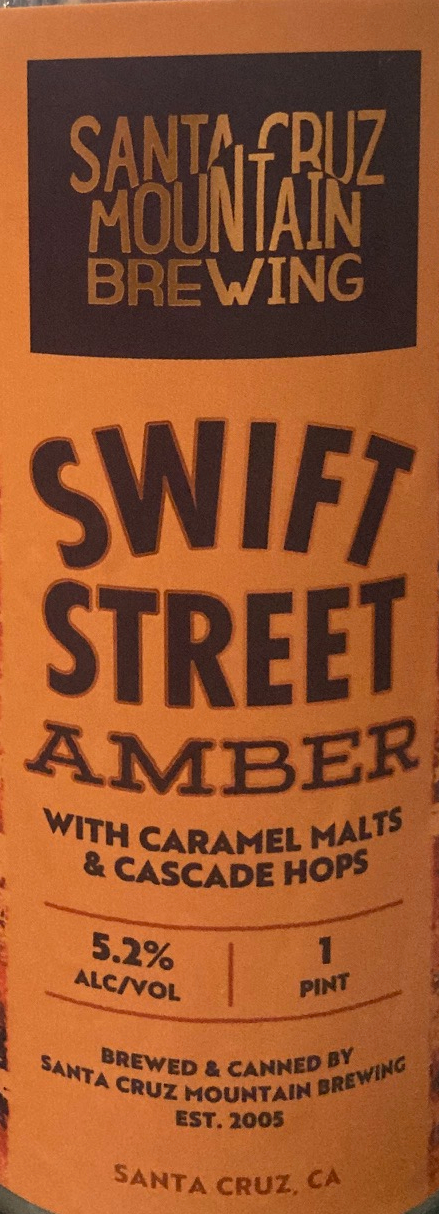 SANTA CRUZ
MOUNTAIN
BREWING
SWIFT
STREET
AMBER
WITH CARAMEL MALTS
& CASCADE HOPS
5.2%
ALC/VOL
1
PINT
BREWED & CANNED BY
SANTA CRUZ MOUNTAIN BREWING
EST. 2005
SANTA CRUZ, CA